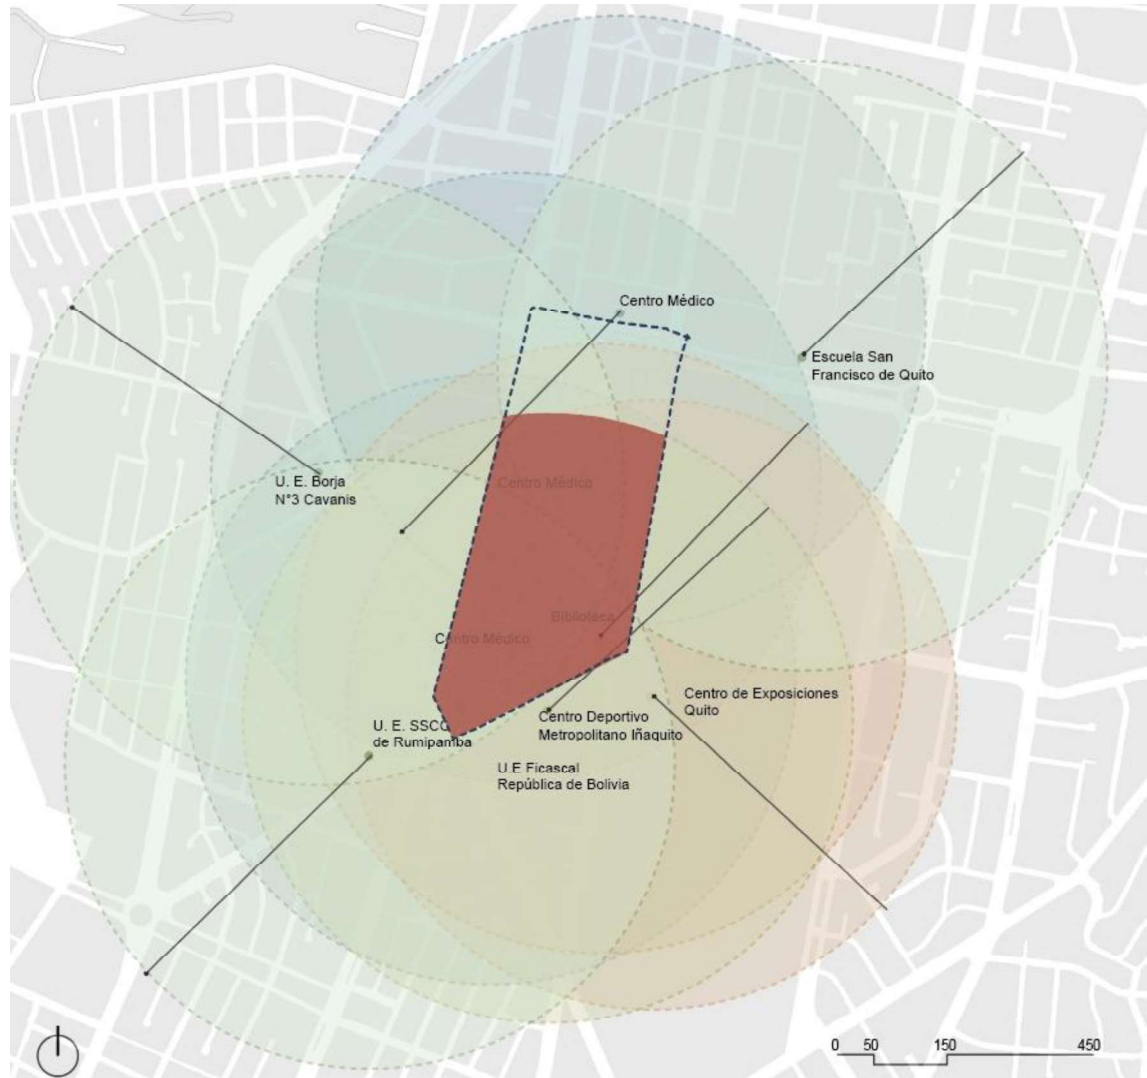 Centro Médico
Escuela San
Francisco de Quito
U. E. Borja
N°3 Cavanis
Centro Médico
Biblioteca
Centro Médico
Centro de Exposiciones
Quito
Centro Deportivo
Metropolitano Iñaquito
U. E. SSCC
de Rumipamba
U.E Ficascal
República de Bolivia
0 50 150 450